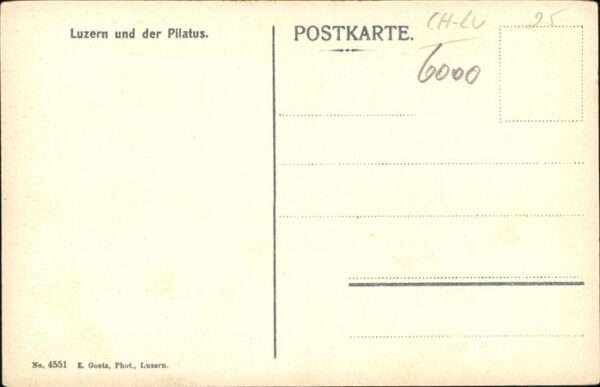 Luzern und der Pilatus.
POSTKARTE.
CH-LU
25
6000
No. 4551 E. Goetz, Phot., Luzern.